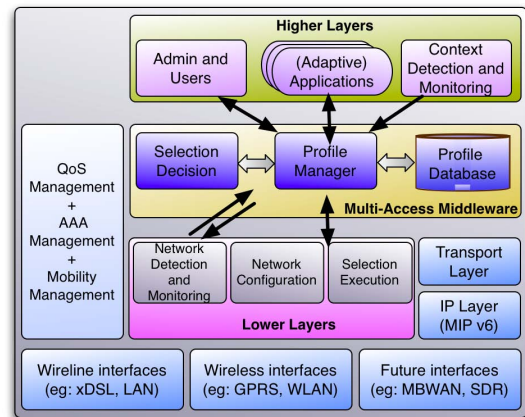 Higher Layers
Admin and
Users
(Adaptive)
Applications
Context
Detection and
Monitoring
QoS
Management
+
AAA
Management
+
Mobility
Management
Selection
Decision
Profile
Manager
Profile
Database
Multi-Access Middleware
Network
Detection
and
Monitoring
Network
Configuration
Selection
Execution
Lower Layers
Transport
Layer
IP Layer
(MIP v6)
Wireline interfaces
(eg: xDSL, LAN)
Wireless interfaces
(eg: GPRS, WLAN)
Future interfaces
(eg: MBWAN, SDR)